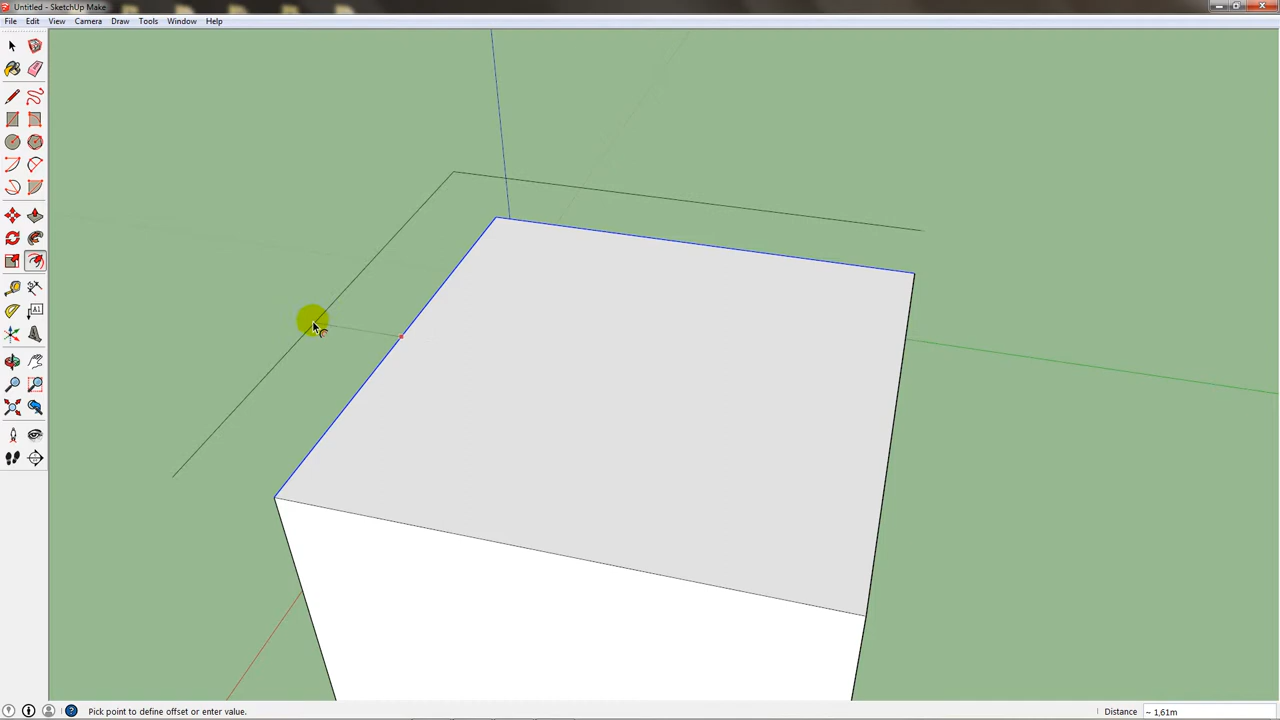 Untitled - SketchUp Make
File Edit View Camera Draw Tools Window Help
A1
Pick point to define offset or enter value.
Distance ~ 1,61m